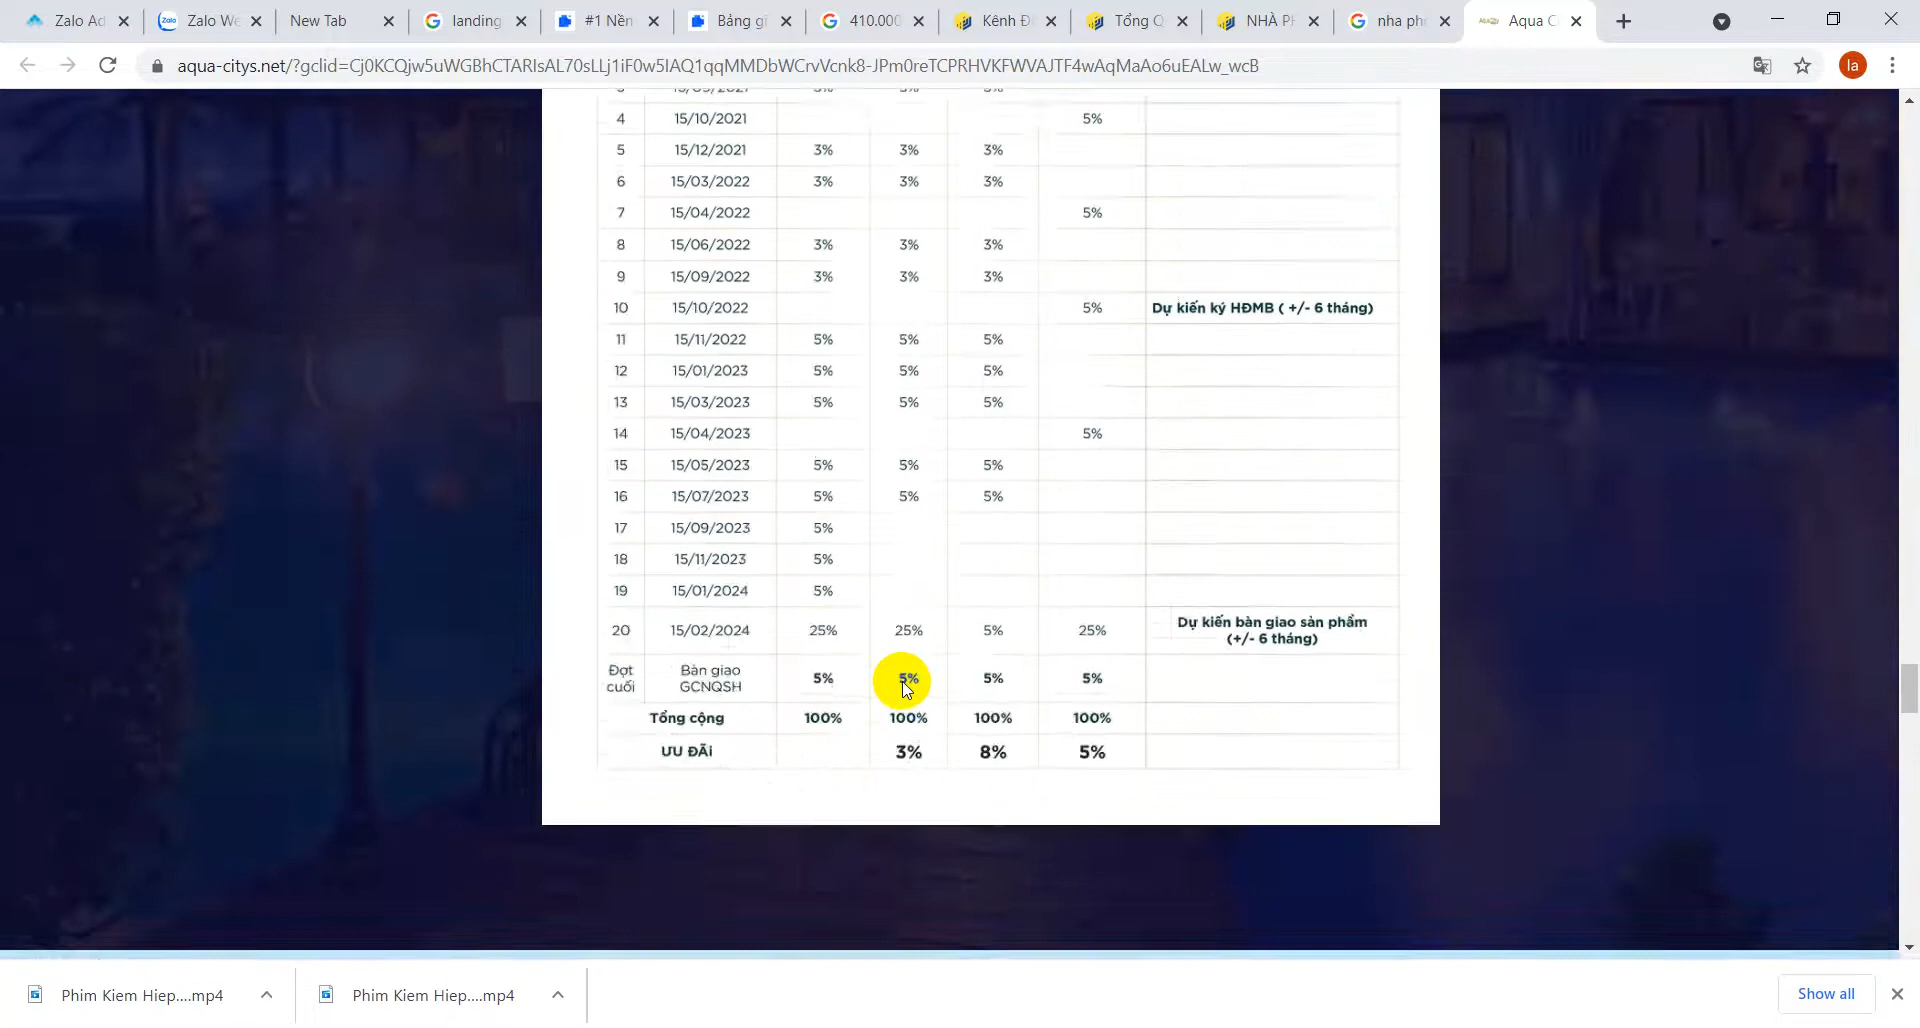 Zalo Ad
Zalo We
New Tab
landing
#1 Nền
Bảng gi
410.000
Kênh Đ
Tổng Q
NHÀ P
nha ph
Aqua C
aqua-citys.net/?gclid=Cj0KCQjw5uWGBhCTARIsAL70sLLj1iF0w5IAQ1qqMMDbWCrvVcnk8-JPm0reTCPRHVKFWVAJTF4wAqMaAo6uEALw_wcB
la
4 15/10/2021 5%
5 15/12/2021 3% 3% 3%
6 15/03/2022 3% 3% 3%
7 15/04/2022 5%
8 15/06/2022 3% 3% 3%
9 15/09/2022 3% 3% 3%
10 15/10/2022 5% Dự kiến ký HĐMB ( +/- 6 tháng)
11 15/11/2022 5% 5% 5%
12 15/01/2023 5% 5% 5%
13 15/03/2023 5% 5% 5%
14 15/04/2023 5%
15 15/05/2023 5% 5% 5%
16 15/07/2023 5% 5% 5%
17 15/09/2023 5%
18 15/11/2023 5%
19 15/01/2024 5%
20 15/02/2024 25% 25% 5% 25% Dự kiến bàn giao sản phẩm
(+/- 6 tháng)
Đợt cuối Bàn giao GCNQSH 5% 5% 5% 5%
Tổng cộng 100% 100% 100% 100%
ƯU ĐÃi 3% 8% 5%
Phim Kiem Hiep....mp4
Phim Kiem Hiep....mp4
Show all